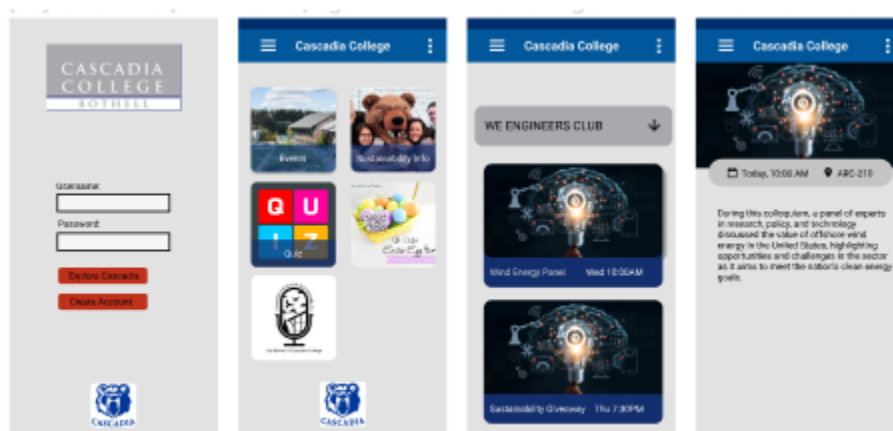 CASCADIA
COLLEGE
BOTHELL
Username:
Password:
Explore Cascadia
Create Account
CASCADIA
Cascadia College
Events
Sustainability Info
Q U
I Z
Quiz
CASCADIA
Cascadia College
WE ENGINEERS CLUB
Wind Energy Panel Wed 10:00AM
Sustainability Giveaway Thu 7:30PM
Cascadia College
Today, 10:00 AM ARC-210
During this colloquium, a panel of experts
in research, policy, and technology
discussed the value of offshore wind
energy in the United States, highlighting
opportunities and challenges in the sector
as it aims to meet the nation's clean energy
goals.